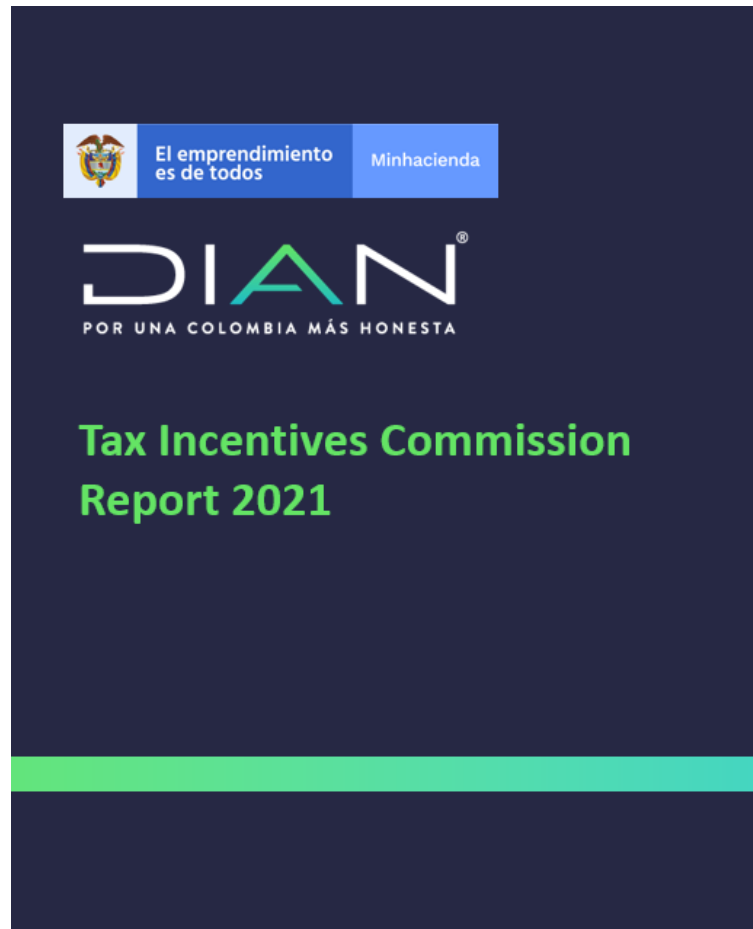 El emprendimiento
es de todos
Minhacienda
DIAN®
POR UNA COLOMBIA MÁS HONESTA
Tax Incentives Commission
Report 2021